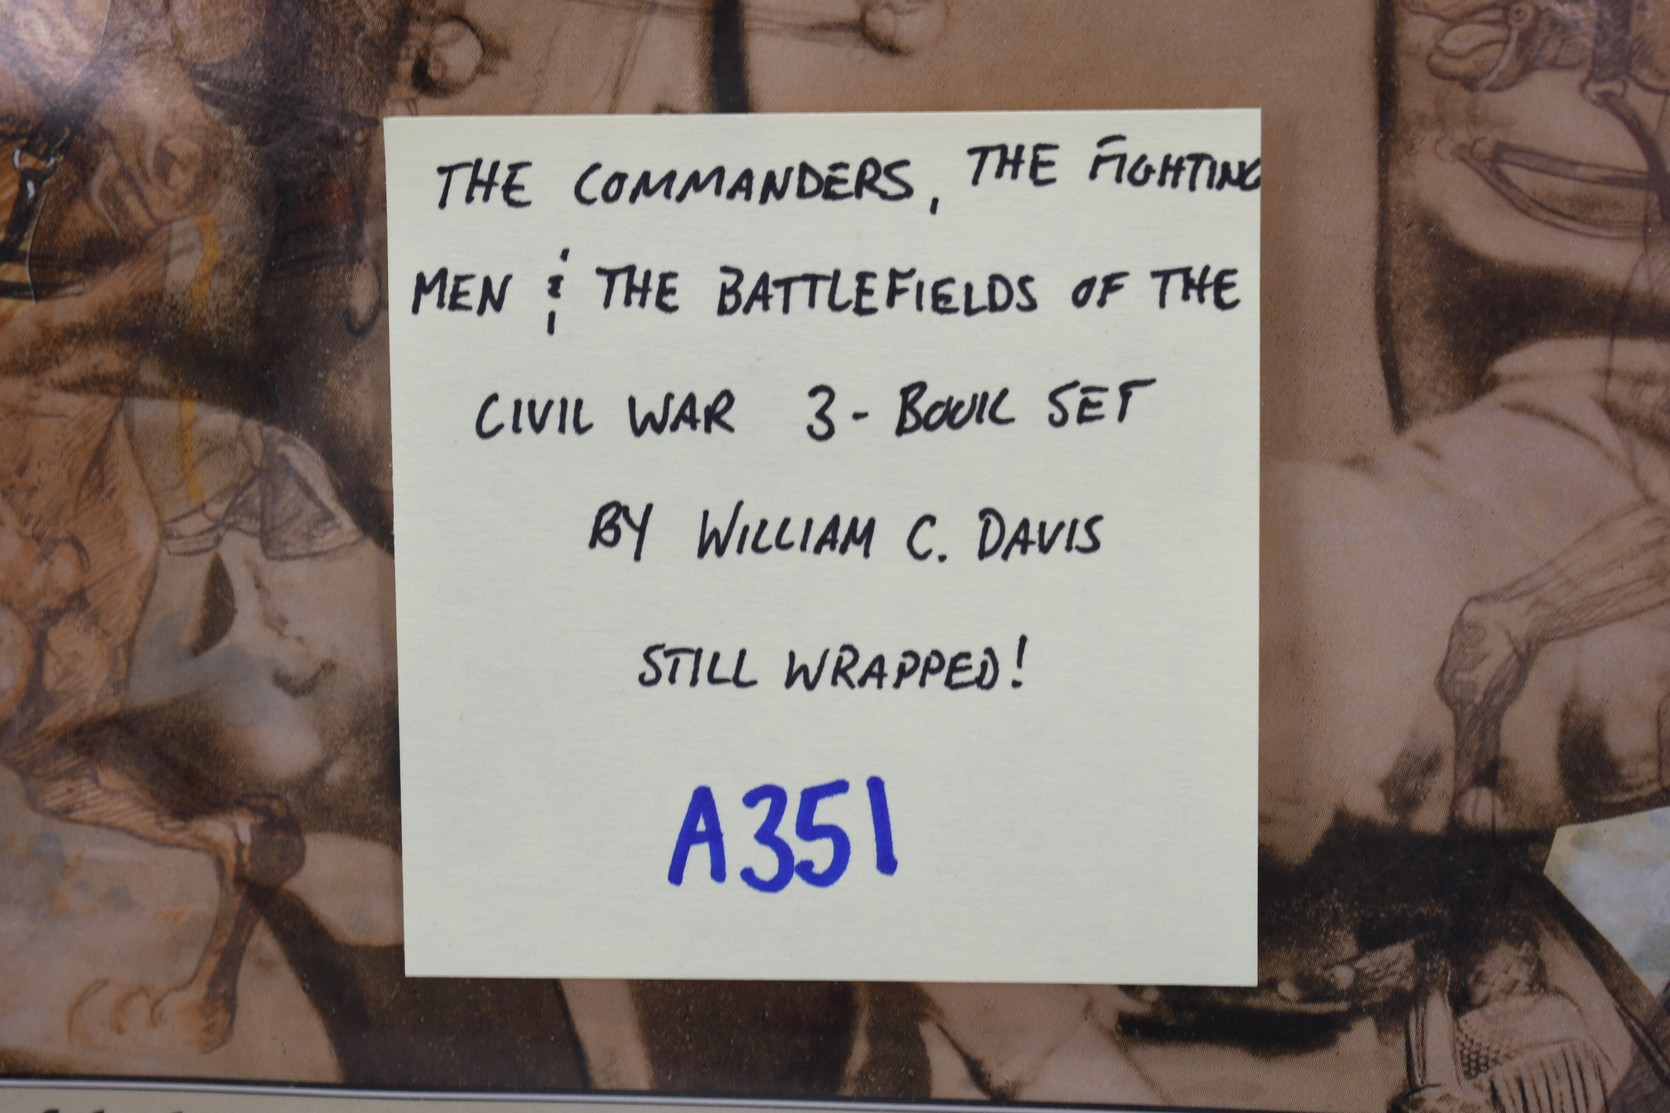 THE COMMANDERS, THE FIGHTING
MEN & THE BATTLEFIELDS OF THE
CIVIL WAR 3-BOOK SET
BY WILLIAM C. DAVIS
STILL WRAPPED!
A351